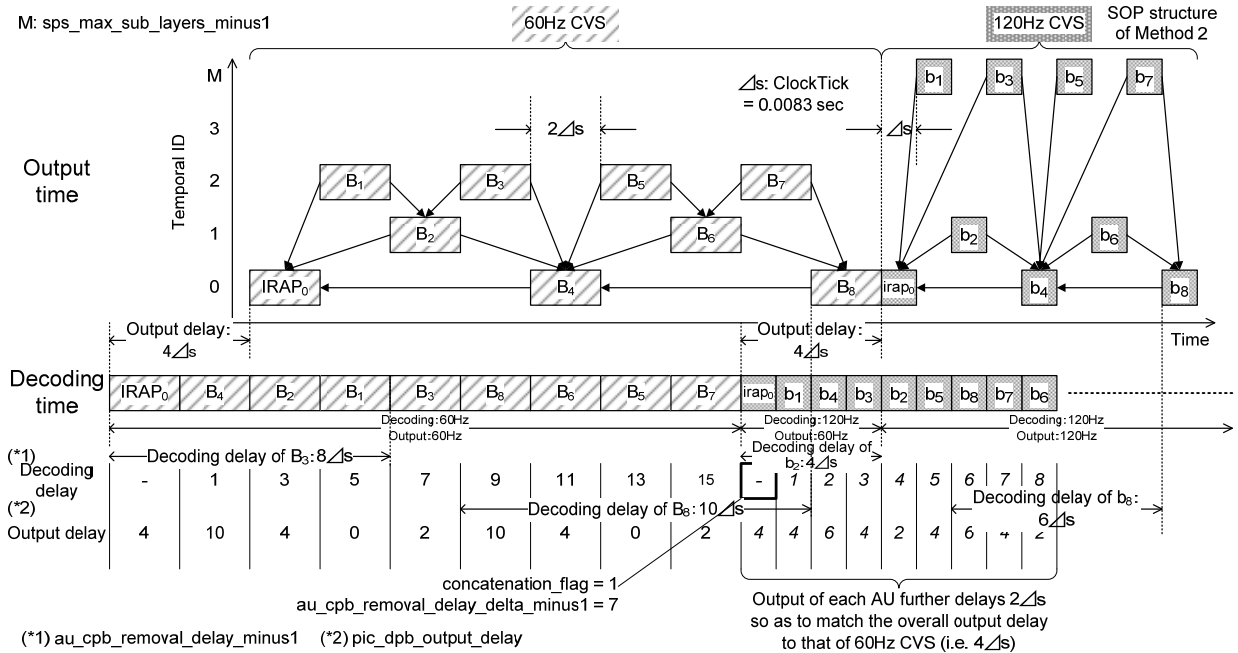 M: sps_max_sub_layers_minus1
60Hz CVS
120Hz CVS
SOP structure
of Method 2
Output
time
Temporal ID
M
3
2
1
0
⊿s: ClockTick
= 0.0083 sec
2⊿s
⊿s
b1 b3 b5 b7
B1 B3 B5 B7
B2 B6 b2 b6
IRAP0 B4 B8 irap0 b4 b8
Time
Output delay:
4⊿s
Output delay:
4⊿s
Decoding
time
IRAP0 B4 B2 B1 B3 B8 B6 B5 B7 irap0 b1 b4 b3 b2 b5 b8 b7 b6
Decoding:60Hz
Output:60Hz
Decoding:120Hz
Output:60Hz
Decoding:120Hz
Output:120Hz
Decoding delay of B3:8⊿s
Decoding delay of
b2:4⊿s
(*1)
Decoding
delay
- 1 3 5 7 9 11 13 15 - 1 2 3 4 5 6 7 8
Decoding delay of B8:10⊿s
Decoding delay of b8:
6⊿s
(*2)
Output delay
4 10 4 0 2 10 4 0 2 4 4 6 4 2 4 6 4 2
concatenation_flag = 1
au_cpb_removal_delay_delta_minus1 = 7
Output of each AU further delays 2⊿s
so as to match the overall output delay
to that of 60Hz CVS (i.e. 4⊿s)
(*1) au_cpb_removal_delay_minus1 (*2) pic_dpb_output_delay